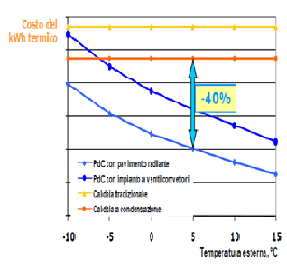 Costo del
kWh termico
-40%
PdC con pavimento radiante
PdC con impianto a ventilconvettori
Caldaia tradizionale
Caldaia a condensazione
-10 -5 0 5 10 15
Temperatura esterna, °C